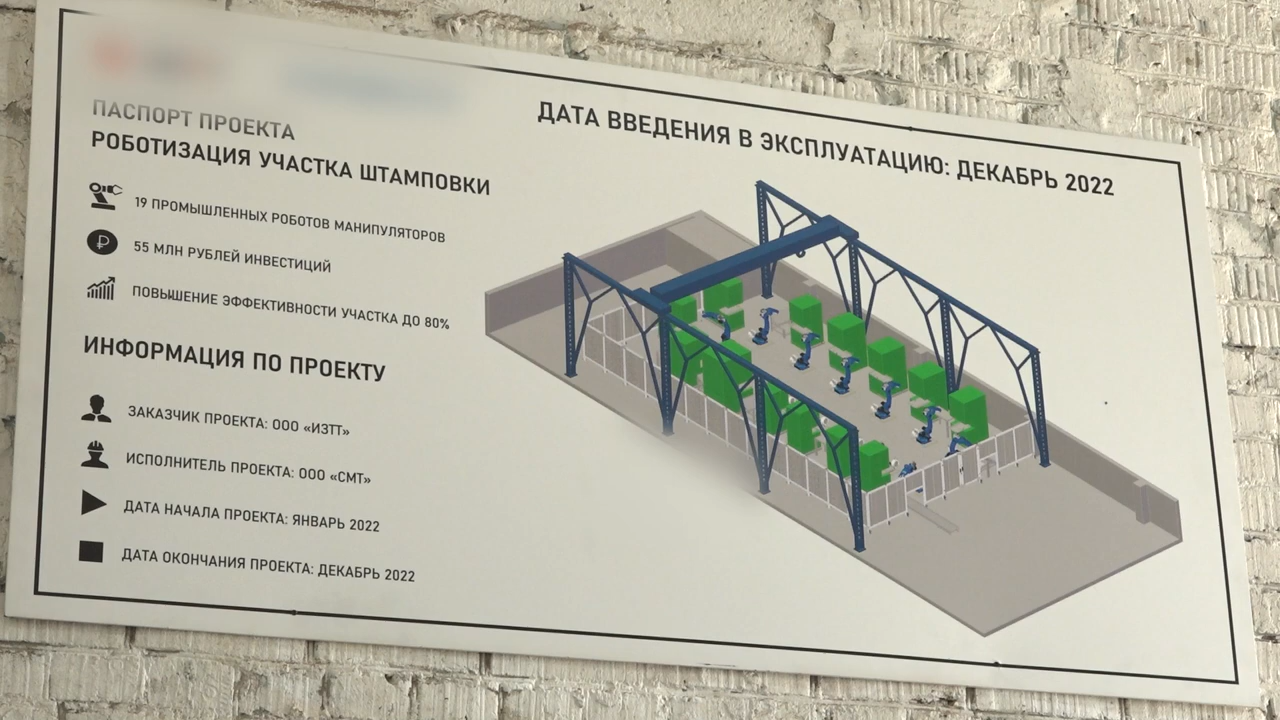 ПАСПОРТ ПРОЕКТА
РОБОТИЗАЦИЯ УЧАСТКА ШТАМПОВКИ
19 ПРОМЫШЛЕННЫХ РОБОТОВ МАНИПУЛЯТОРОВ
₽
55 МЛН РУБЛЕЙ ИНВЕСТИЦИЙ
ПОВЫШЕНИЕ ЭФФЕКТИВНОСТИ УЧАСТКА ДО 80%
ИНФОРМАЦИЯ ПО ПРОЕКТУ
ЗАКАЗЧИК ПРОЕКТА: ООО «ИЗТТ»
ИСПОЛНИТЕЛЬ ПРОЕКТА: ООО «СМТ»
ДАТА НАЧАЛА ПРОЕКТА: ЯНВАРЬ 2022
ДАТА ОКОНЧАНИЯ ПРОЕКТА: ДЕКАБРЬ 2022
ДАТА ВВЕДЕНИЯ В ЭКСПЛУАТАЦИЮ: ДЕКАБРЬ 2022